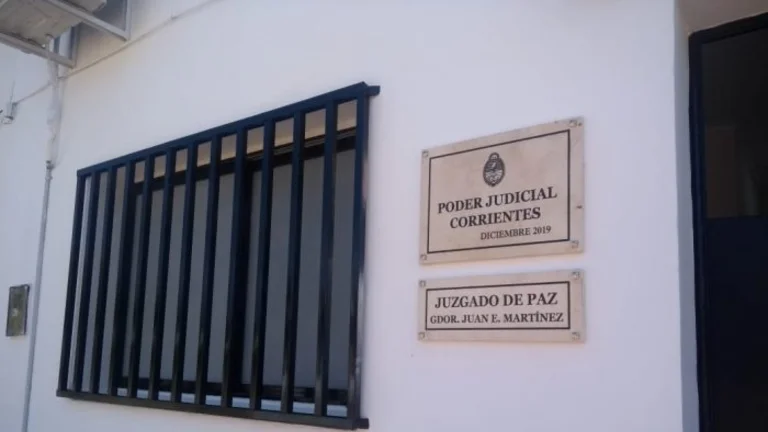 PODER JUDICIAL
CORRIENTES
DICIEMBRE 2019
JUZGADO DE PAZ
GDOR. JUAN E. MARTÍNEZ